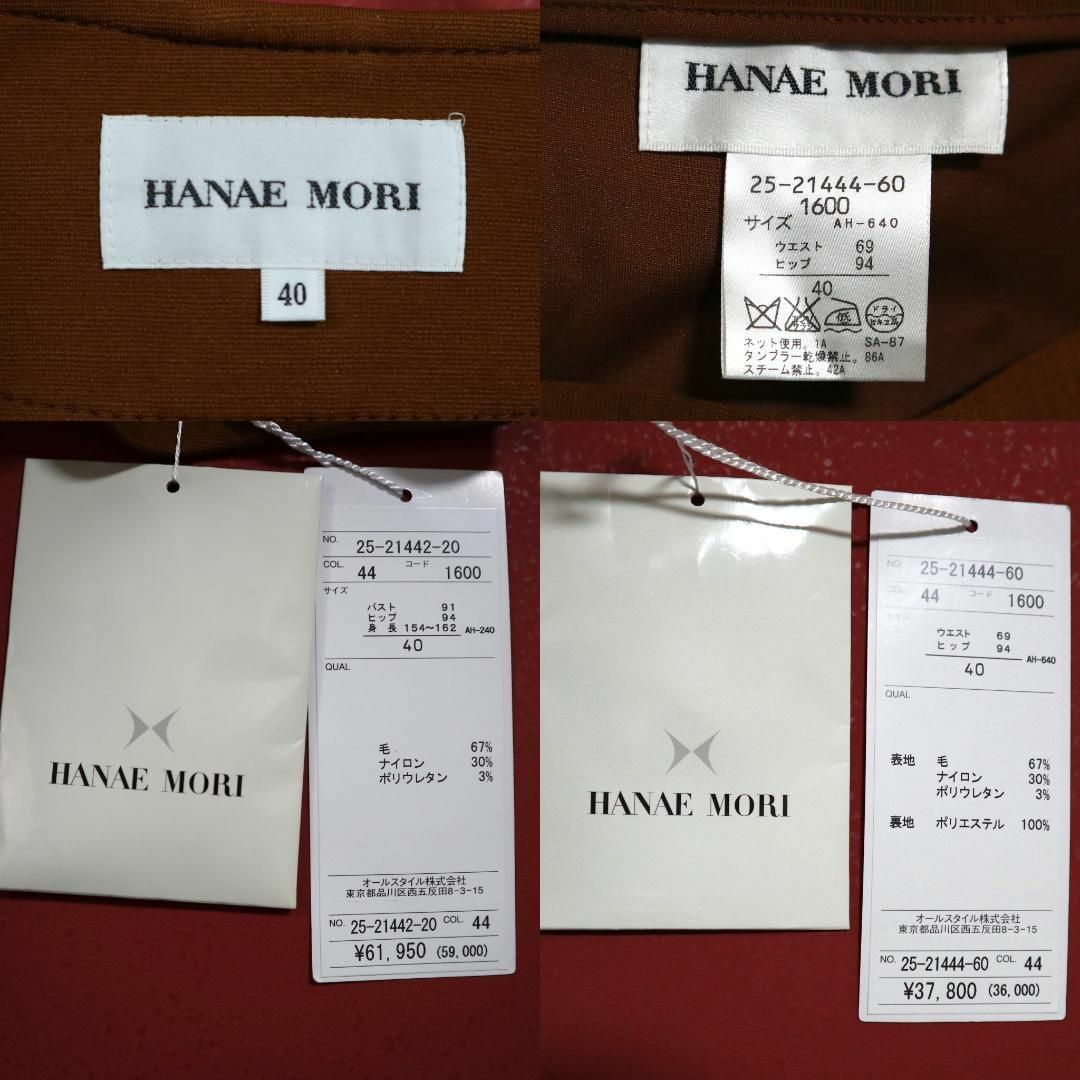 HANAE MORI
40
HANAE MORI
25-21444-60
1600
サイズ AH-640
ウエスト 69
ヒップ 94
40
低 ドライ
ネット使用。1A SA-87
タンブラー乾燥禁止。86A
スチーム禁止。42A
HANAE MORI
NO. 25-21442-20
COL. 44 コード 1600
サイズ
バスト 91
ヒップ 94
身長 154〜162 AH-240
40
QUAL.
毛 67%
ナイロン 30%
ポリウレタン 3%
オールスタイル株式会社
東京都品川区西五反田8-3-15
NO. 25-21442-20 COL. 44
¥61,950 (59,000)
HANAE MORI
NO. 25-21444-60
COL. 44 コード 1600
サイズ
ウエスト 69
ヒップ 94
AH-640
40
QUAL.
表地 毛 67%
ナイロン 30%
ポリウレタン 3%
裏地 ポリエステル 100%
オールスタイル株式会社
東京都品川区西五反田8-3-15
NO. 25-21444-60 COL. 44
¥37,800 (36,000)